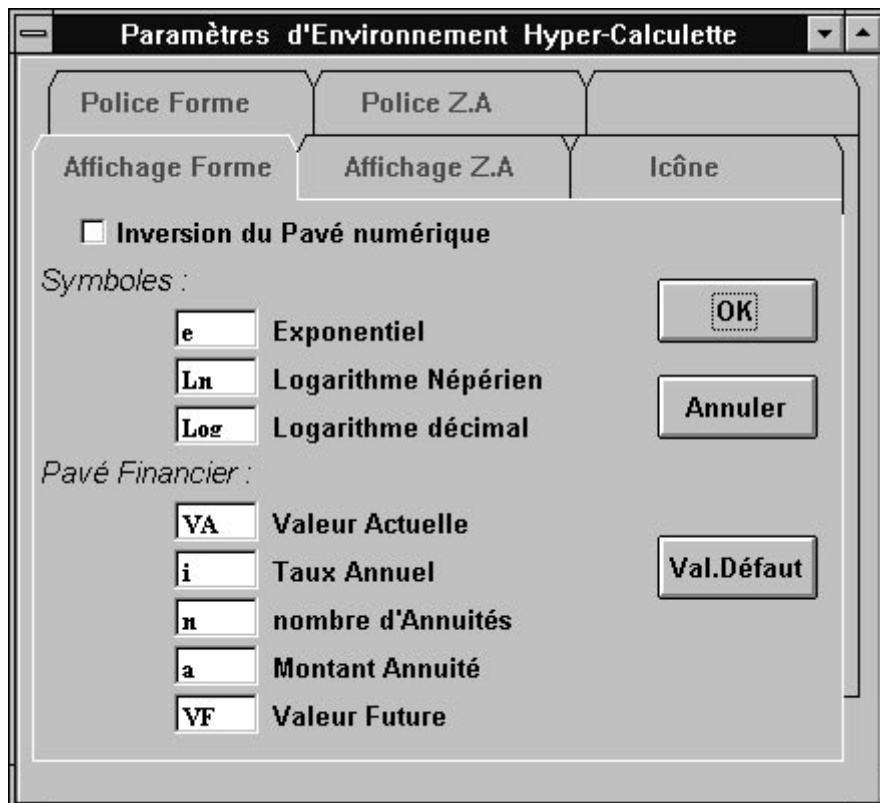 Paramètres d'Environnement Hyper-Calculette
Police Forme
Police Z.A
Affichage Forme
Affichage Z.A
Icône
Inversion du Pavé numérique
Symboles :
e Exponentiel
Ln Logarithme Népérien
Log Logarithme décimal
OK
Annuler
Pavé Financier :
VA Valeur Actuelle
i Taux Annuel
n nombre d'Annuités
a Montant Annuité
VF Valeur Future
Val.Défaut